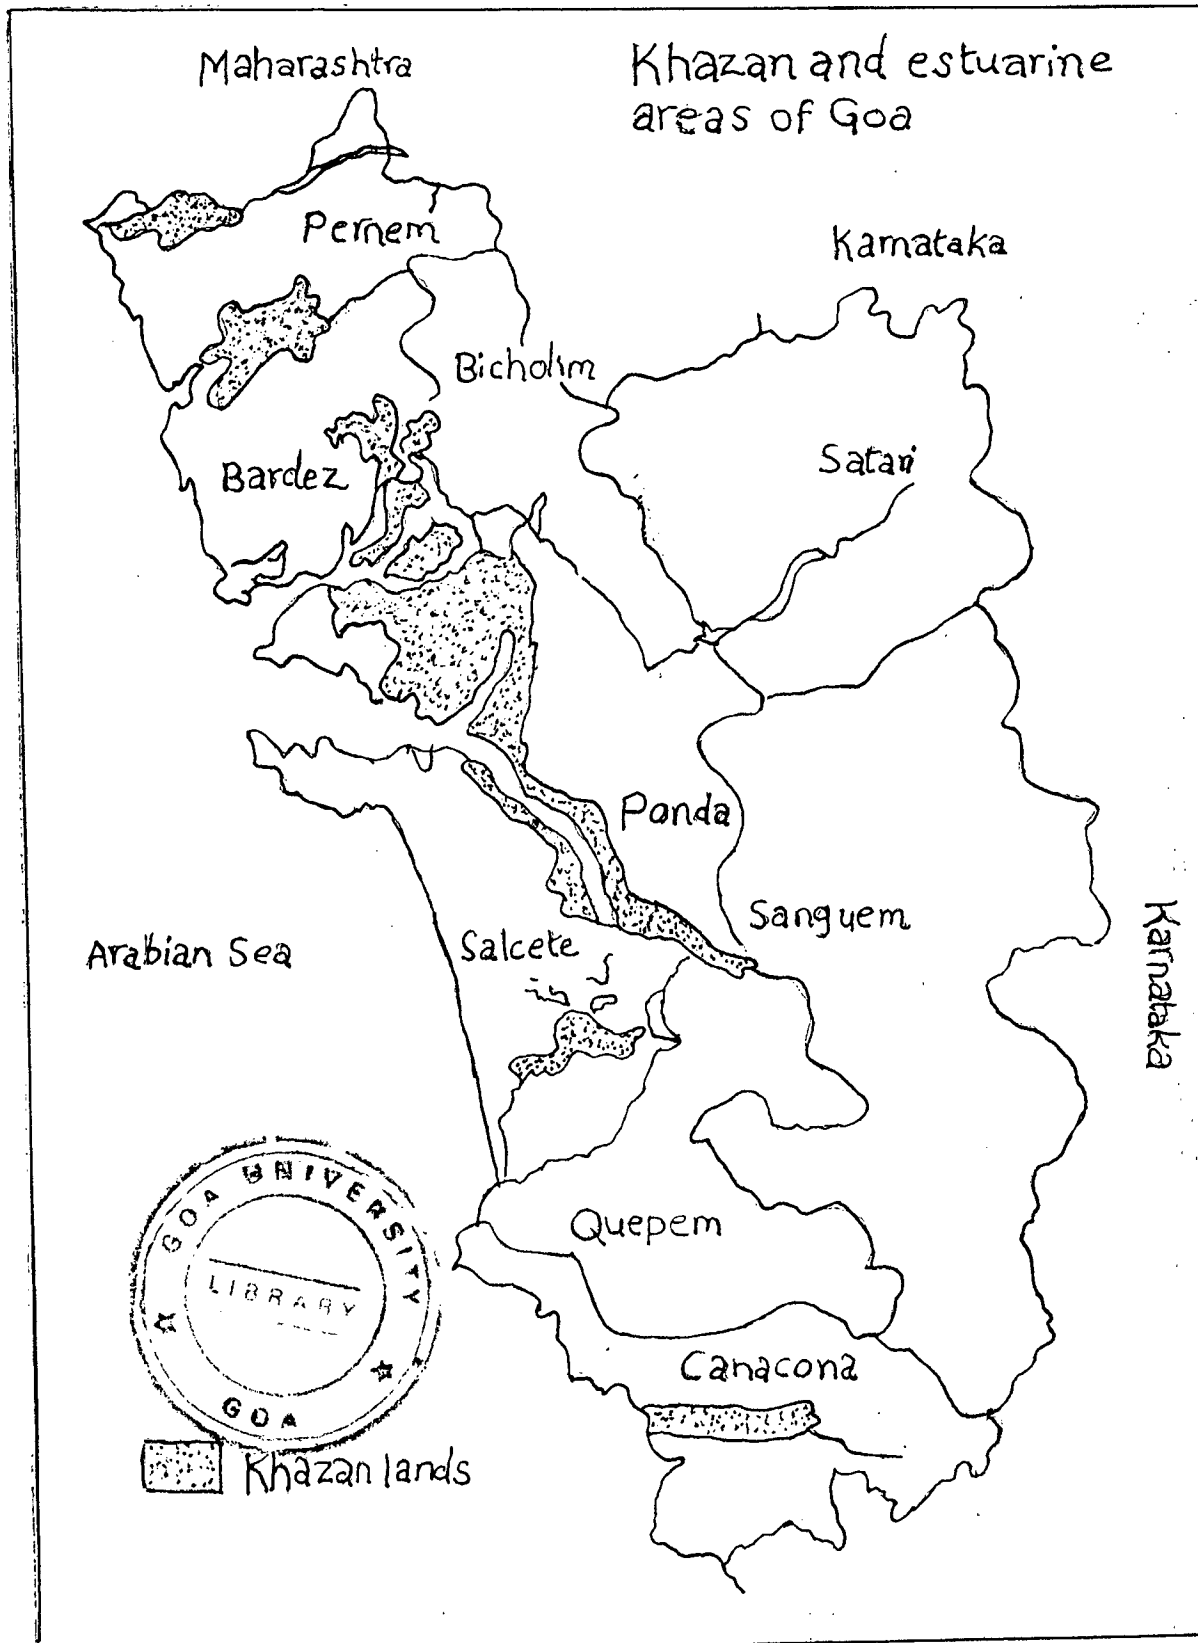 Maharashtra
Khazan and estuarine
areas of Goa
Pernem
Karnataka
Bicholim
Satari
Bardez
Ponda
Sanguem
Salcete
Arabian Sea
Karnataka
Quepem
Canacona
GOA UNIVERSITY
LIBRARY
GOA
Khazan lands